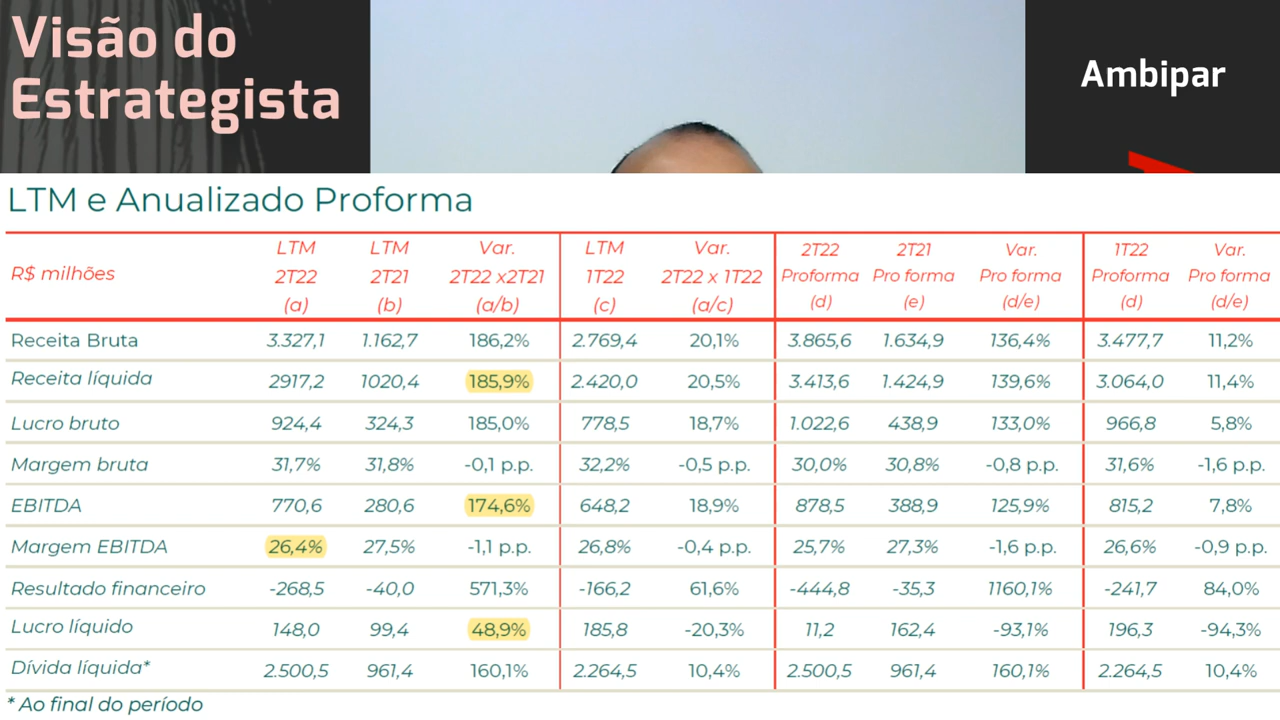 Visão do
Estrategista
Ambipar
LTM e Anualizado Proforma
R$ milhões LTM 2T22 (a) LTM 2T21 (b) Var. 2T22 x2T21 (a/b) LTM 1T22 (c) Var. 2T22 x 1T22 (a/c) 2T22 Proforma (d) 2T21 Pro forma (e) Var. Pro forma (d/e) 1T22 Proforma (d) Var. Pro forma (d/e)
Receita Bruta 3.327,1 1.162,7 186,2% 2.769,4 20,1% 3.865,6 1.634,9 136,4% 3.477,7 11,2%
Receita líquida 2917,2 1020,4 185,9% 2.420,0 20,5% 3.413,6 1.424,9 139,6% 3.064,0 11,4%
Lucro bruto 924,4 324,3 185,0% 778,5 18,7% 1.022,6 438,9 133,0% 966,8 5,8%
Margem bruta 31,7% 31,8% -0,1 p.p. 32,2% -0,5 p.p. 30,0% 30,8% -0,8 p.p. 31,6% -1,6 p.p.
EBITDA 770,6 280,6 174,6% 648,2 18,9% 878,5 388,9 125,9% 815,2 7,8%
Margem EBITDA 26,4% 27,5% -1,1 p.p. 26,8% -0,4 p.p. 25,7% 27,3% -1,6 p.p. 26,6% -0,9 p.p.
Resultado financeiro -268,5 -40,0 571,3% -166,2 61,6% -444,8 -35,3 1160,1% -241,7 84,0%
Lucro líquido 148,0 99,4 48,9% 185,8 -20,3% 11,2 162,4 -93,1% 196,3 -94,3%
Dívida líquida* 2.500,5 961,4 160,1% 2.264,5 10,4% 2.500,5 961,4 160,1% 2.264,5 10,4%
* Ao final do período